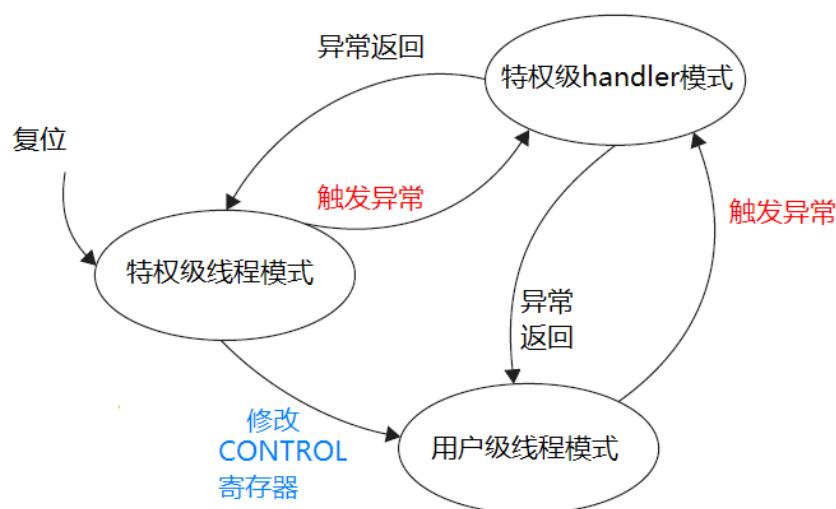 异常返回
特权级handler模式
复位
触发异常
触发异常
特权级线程模式
异常
返回
修改
CONTROL
寄存器
用户级线程模式